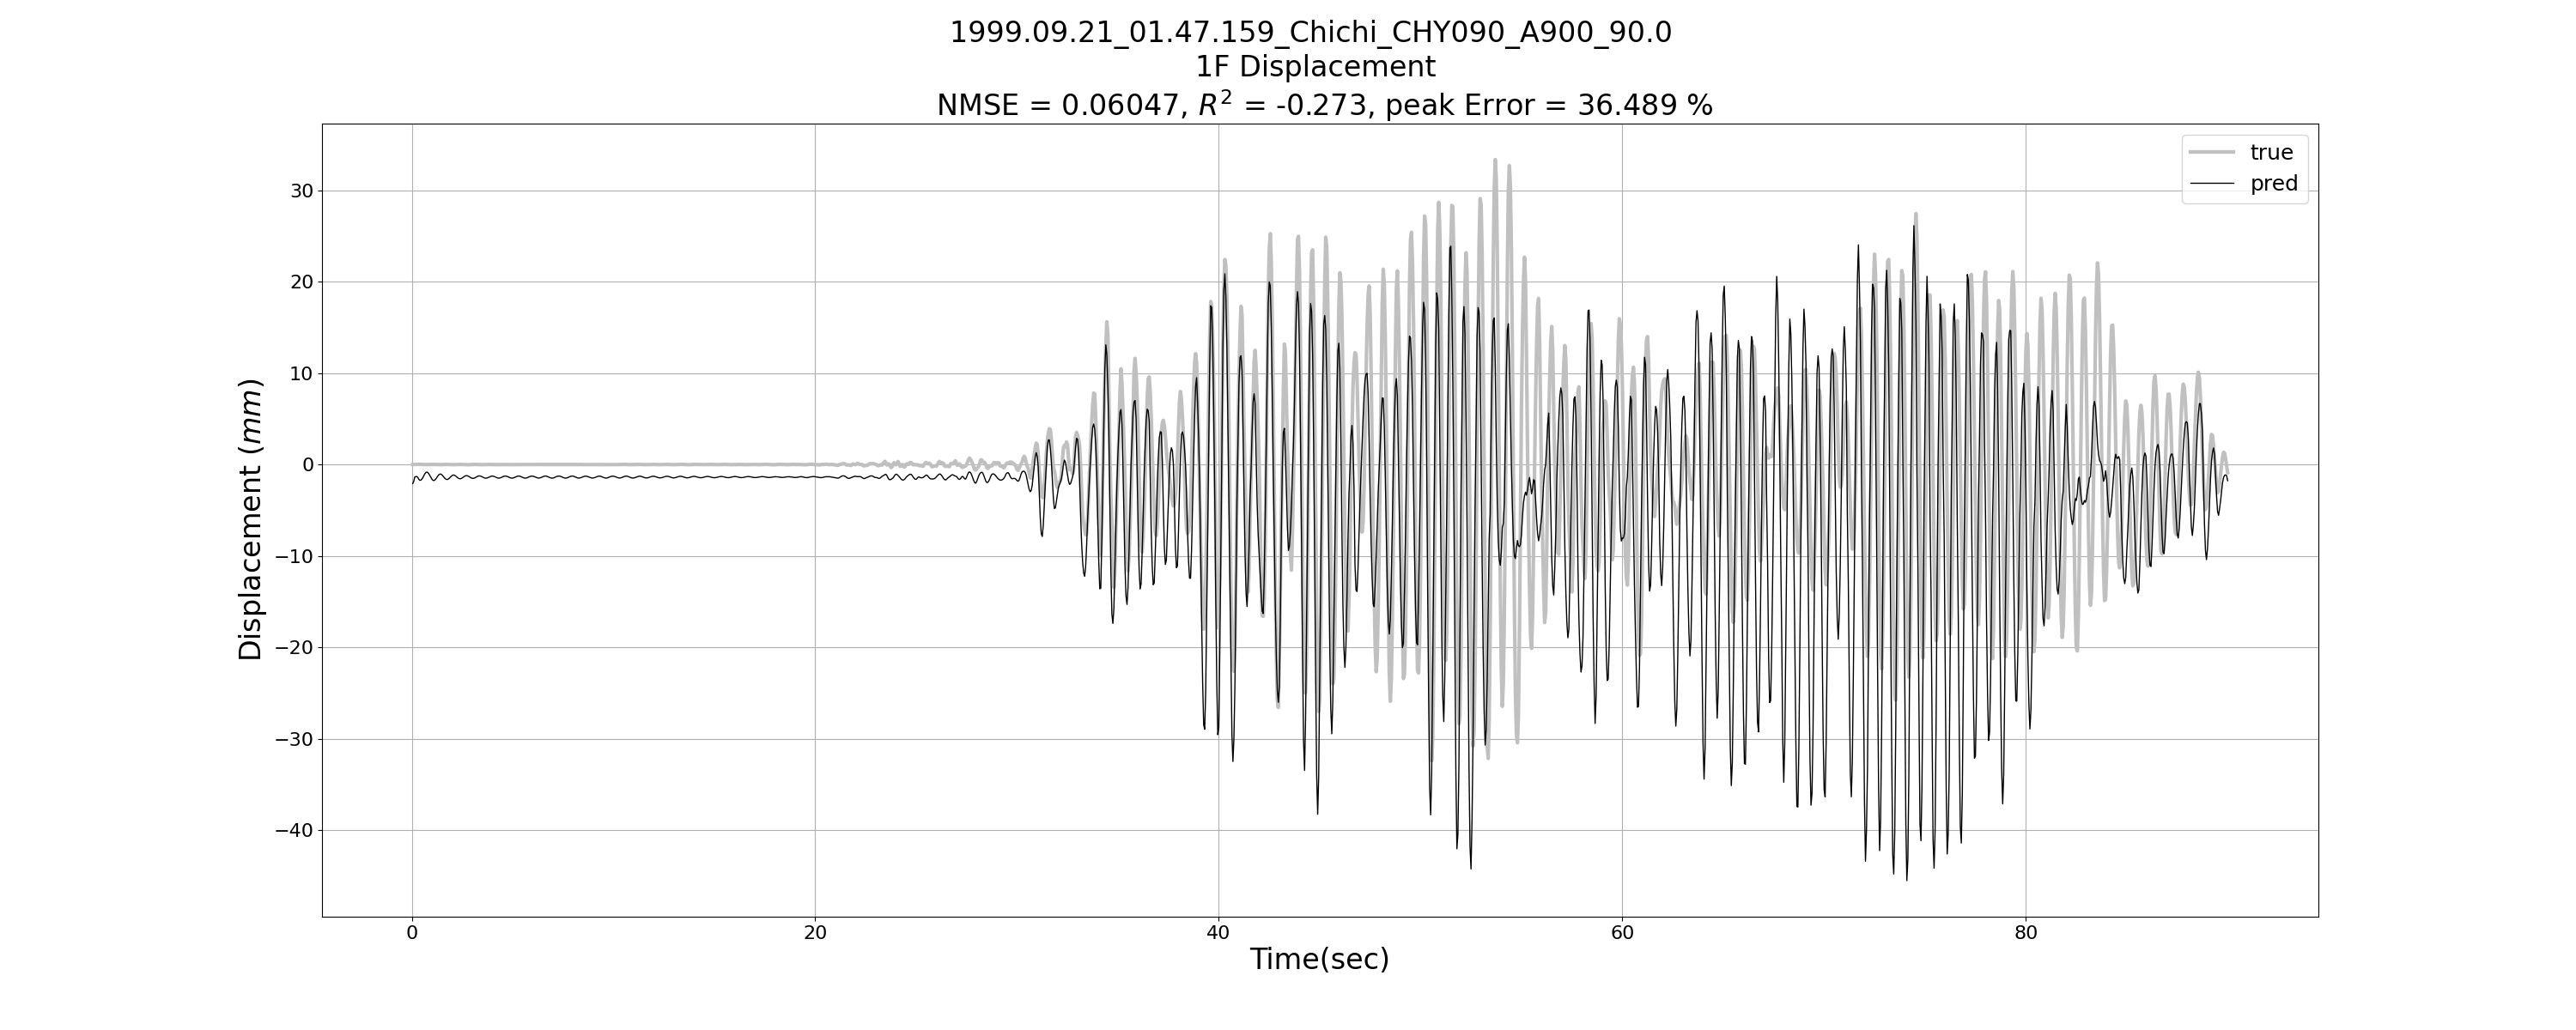 1999.09.21_01.47.159_Chichi_CHY090_A900_90.0
1F Displacement
NMSE = 0.06047, R² = -0.273, peak Error = 36.489 %
true
pred
Displacement (mm)
30
20
10
0
−10
−20
−30
−40
0 20 40 60 80
Time(sec)